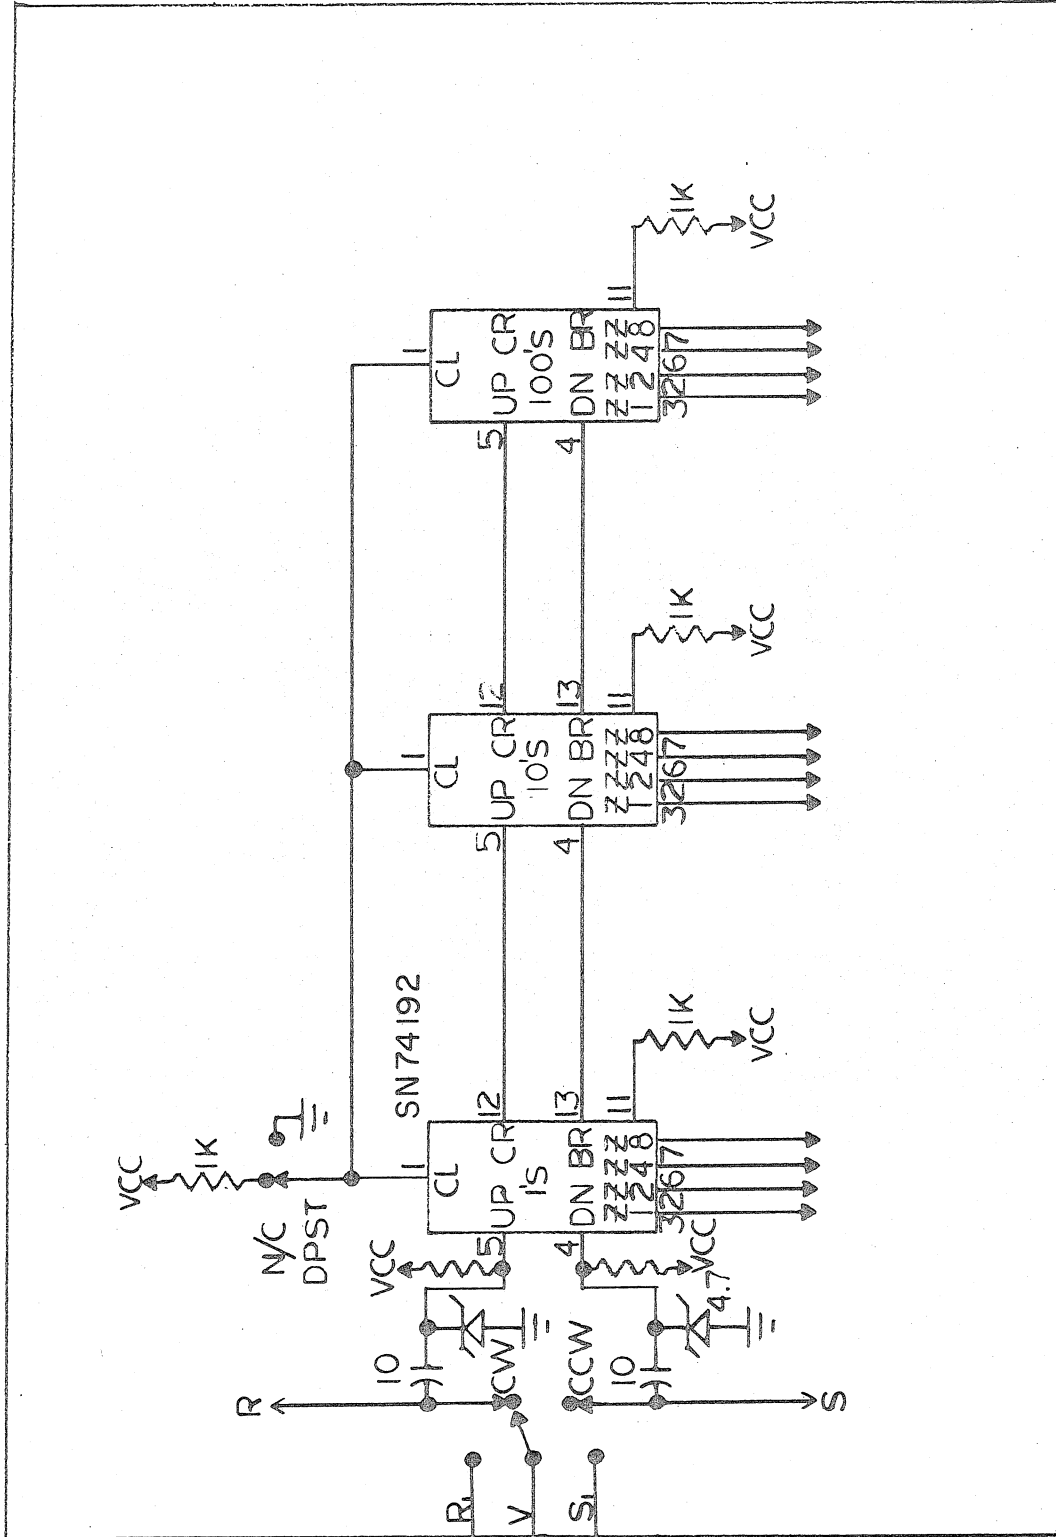 R₁
V
S₁
R
S
10
10
CW
CCW
4.7
VCC
VCC
N/C
DPST
VCC
1K
SN74192
1
CL
5 UP CR 12
1'S
4 DN BR 13
Z Z Z Z 11
1 2 4 8
3 2 6 7
1K
VCC
1
CL
5 UP CR 12
10'S
4 DN BR 13
Z Z Z Z 11
1 2 4 8
3 2 6 7
1K
VCC
1
CL
5 UP CR
100'S
4 DN BR
Z Z Z Z 11
1 2 4 8
3 2 6 7
1K
VCC